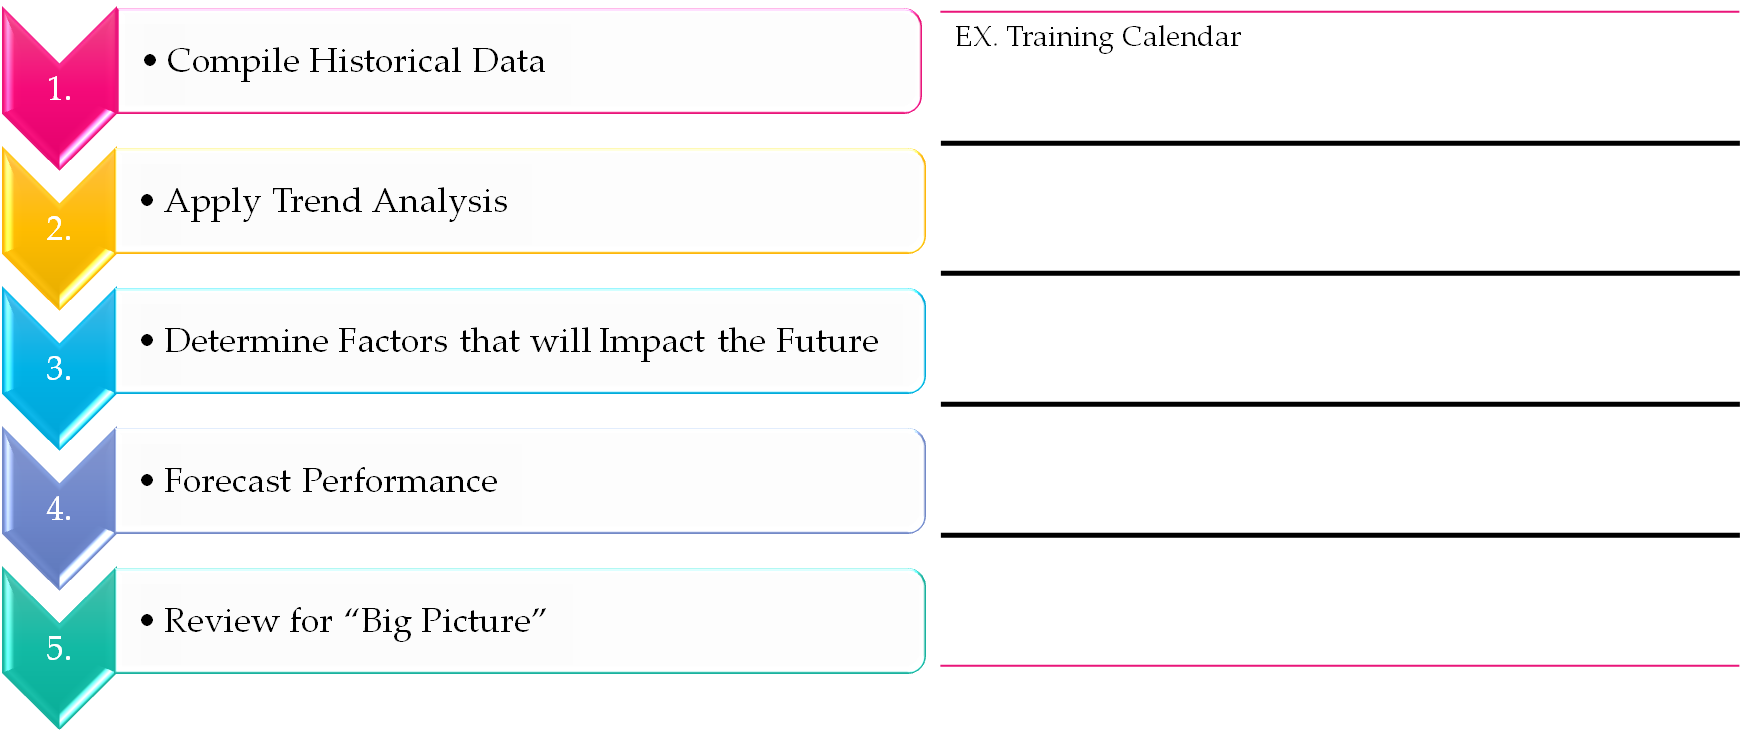 1.
• Compile Historical Data
EX. Training Calendar
2.
• Apply Trend Analysis
3.
• Determine Factors that will Impact the Future
4.
• Forecast Performance
5.
• Review for “Big Picture”